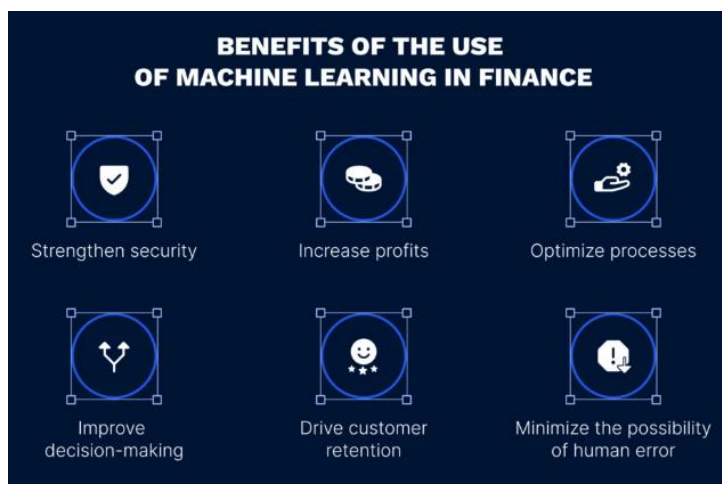 BENEFITS OF THE USE
OF MACHINE LEARNING IN FINANCE
Strengthen security
Increase profits
Optimize processes
Improve
decision-making
Drive customer
retention
Minimize the possibility
of human error